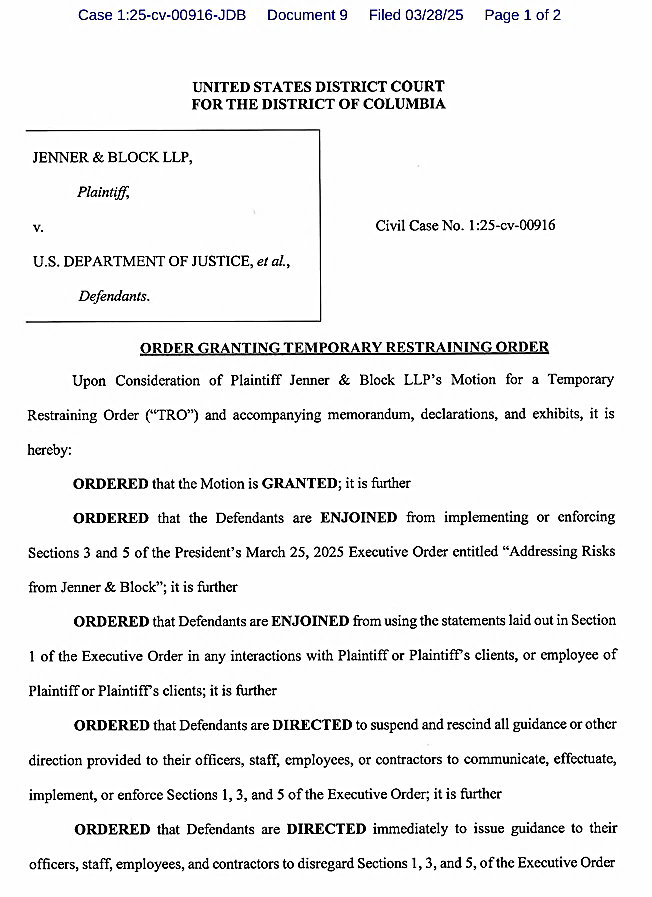 Case 1:25-cv-00916-JDB Document 9 Filed 03/28/25 Page 1 of 2
UNITED STATES DISTRICT COURT
FOR THE DISTRICT OF COLUMBIA
JENNER & BLOCK LLP,
Plaintiff,
v.
Civil Case No. 1:25-cv-00916
U.S. DEPARTMENT OF JUSTICE, et al.,
Defendants.
ORDER GRANTING TEMPORARY RESTRAINING ORDER
Upon Consideration of Plaintiff Jenner & Block LLP's Motion for a Temporary
Restraining Order (“TRO”) and accompanying memorandum, declarations, and exhibits, it is
hereby:
ORDERED that the Motion is GRANTED; it is further
ORDERED that the Defendants are ENJOINED from implementing or enforcing
Sections 3 and 5 of the President's March 25, 2025 Executive Order entitled “Addressing Risks
from Jenner & Block”; it is further
ORDERED that Defendants are ENJOINED from using the statements laid out in Section
1 of the Executive Order in any interactions with Plaintiff or Plaintiff's clients, or employee of
Plaintiff or Plaintiff's clients; it is further
ORDERED that Defendants are DIRECTED to suspend and rescind all guidance or other
direction provided to their officers, staff, employees, or contractors to communicate, effectuate,
implement, or enforce Sections 1, 3, and 5 of the Executive Order; it is further
ORDERED that Defendants are DIRECTED immediately to issue guidance to their
officers, staff, employees, and contractors to disregard Sections 1, 3, and 5, of the Executive Order